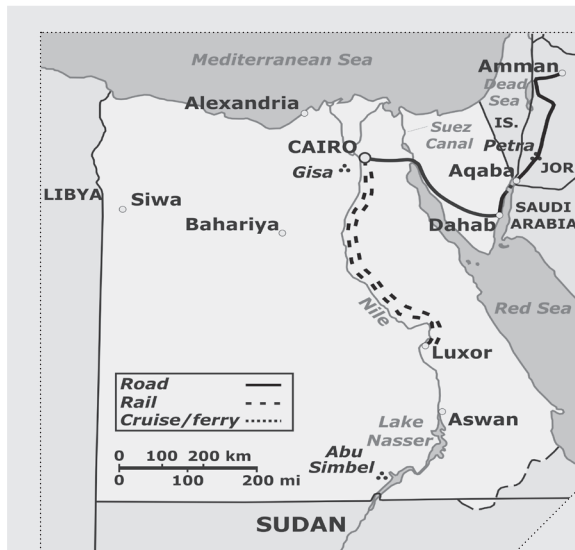 Mediterranean Sea
Amman
Dead
Sea
Alexandria
IS.
Suez
Canal
CAIRO
Petra
Gisa
Aqaba
JOR
LIBYA
Siwa
SAUDI
ARABIA
Bahariya
Dahab
Nile
Red Sea
Luxor
Road
Rail
Cruise/ferry
Aswan
Lake
Nasser
Abu
Simbel
0 100 200 km
0 100 200 mi
SUDAN